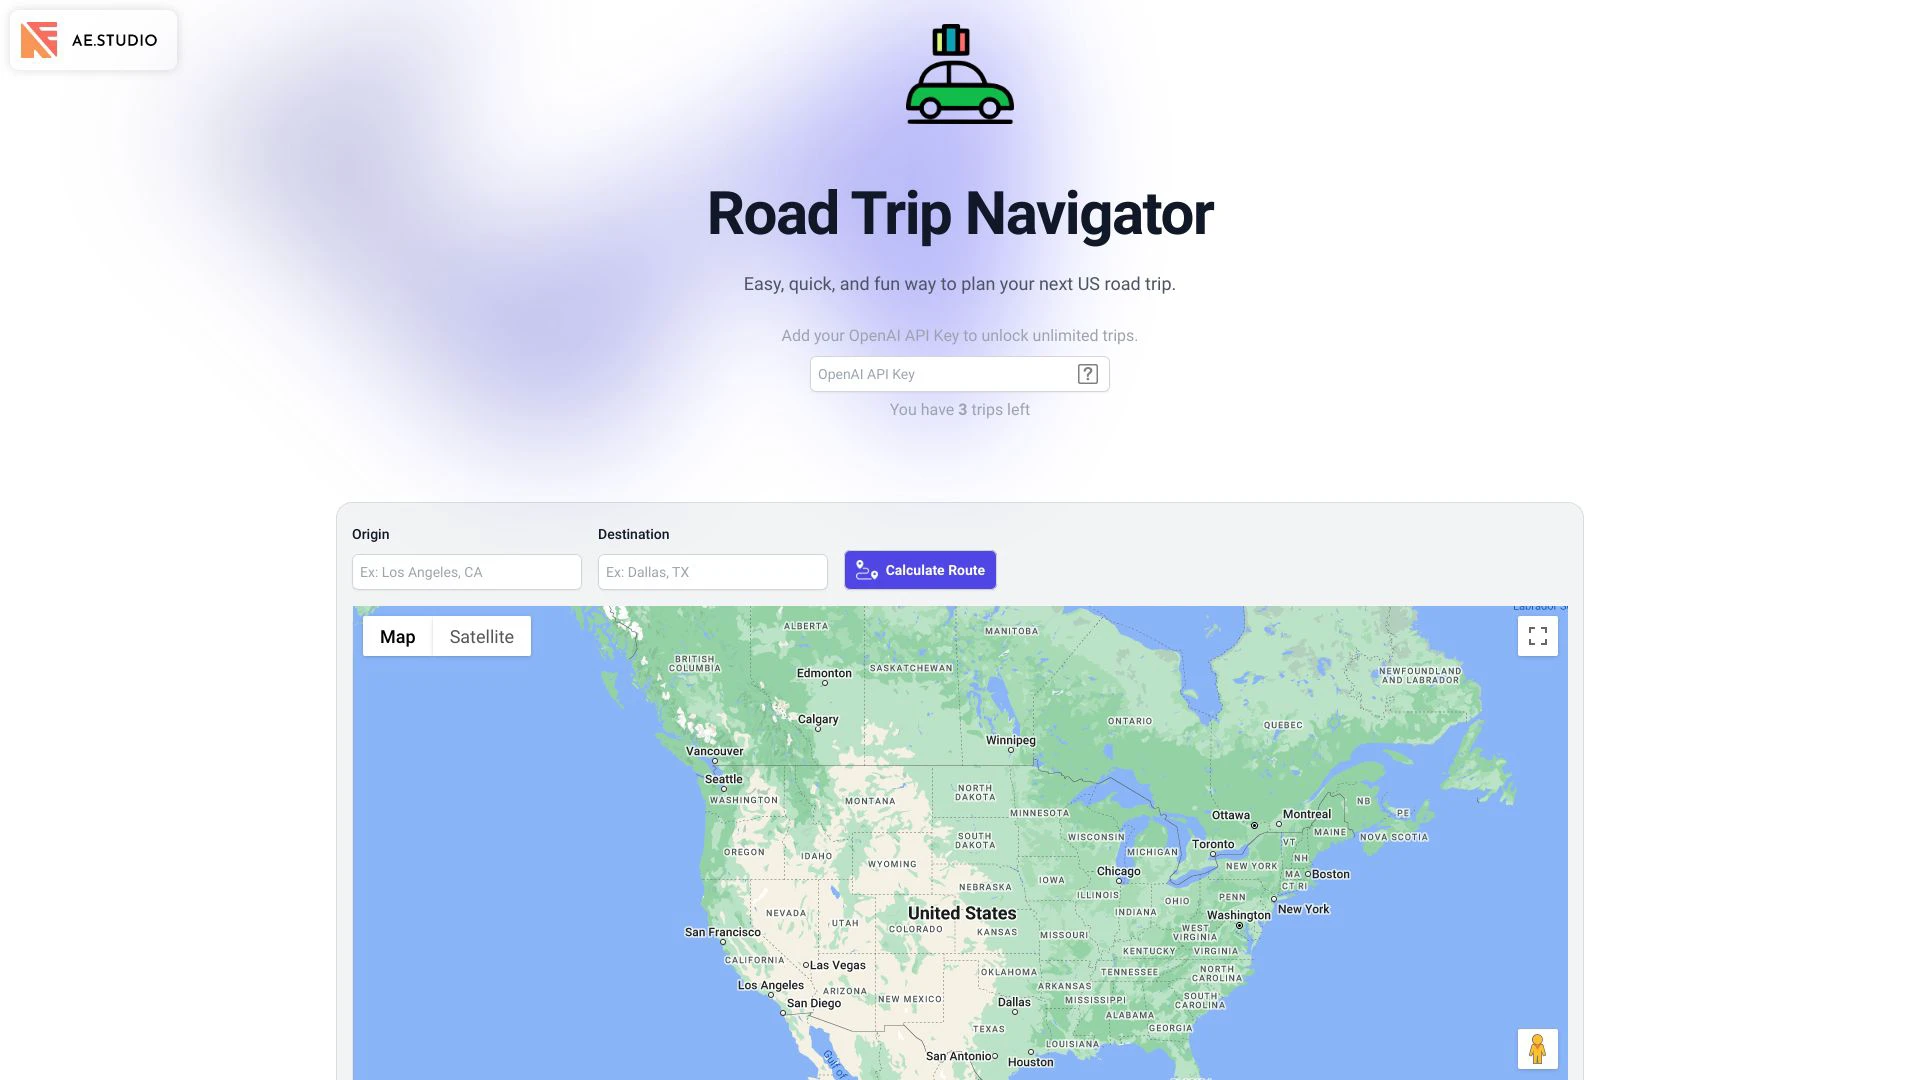 AE.STUDIO
Road Trip Navigator
Easy, quick, and fun way to plan your next US road trip.
Add your OpenAI API Key to unlock unlimited trips.
OpenAI API Key
You have 3 trips left
Origin
Destination
Ex: Los Angeles, CA
Ex: Dallas, TX
Calculate Route
Map
Satellite
ALBERTA
MANITOBA
BRITISH
COLUMBIA
SASKATCHEWAN
Edmonton
NEWFOUNDLAND
AND LABRADOR
Calgary
ONTARIO
QUEBEC
Winnipeg
Vancouver
Seattle
WASHINGTON
MONTANA
NORTH
DAKOTA
MINNESOTA
Ottawa
Montreal
NB
PE
MAINE
NOVA SCOTIA
OREGON
IDAHO
WYOMING
SOUTH
DAKOTA
WISCONSIN
MICHIGAN
Toronto
VT
NH
NEW YORK
MA
Boston
CT RI
Chicago
NEBRASKA
IOWA
ILLINOIS
INDIANA
OHIO
PENN
New York
Washington
NEVADA
UTAH
United States
COLORADO
KANSAS
MISSOURI
WEST
VIRGINIA
KENTUCKY
VIRGINIA
San Francisco
CALIFORNIA
Las Vegas
Los Angeles
ARIZONA
NEW MEXICO
OKLAHOMA
ARKANSAS
TENNESSEE
NORTH
CAROLINA
San Diego
Dallas
MISSISSIPPI
SOUTH
CAROLINA
ALABAMA
GEORGIA
TEXAS
LOUISIANA
San Antonio
Houston
Gulf of